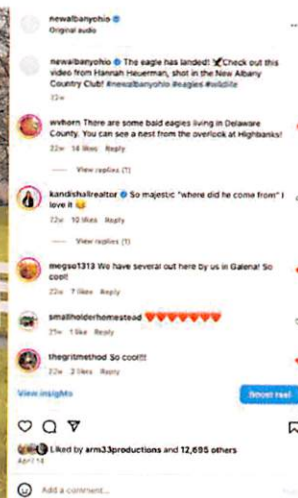 newalbanyohio
Original audio
newalbanyohio The eagle has landed! Check out this
video from Hannah Heuerman, shot in the New Albany
Country Club! #newalbanyohio #eagles #wildlife
22w
wvhorn There are some bald eagles living in Delaware
County. You can see a nest from the overlook at Highbanks!
22w 14 likes Reply
View replies (1)
kandishallrealtor So majestic "where did he come from" I
love it 😂
22w 10 likes Reply
View replies (1)
megso1313 We have several out here by us in Galena! So
cool!
22w 7 likes Reply
smallholderhomestead ❤️❤️❤️❤️❤️❤️❤️
21w 1 like Reply
thegritmethod So cool!!!
22w 2 likes Reply
View insights
Boost reel
Liked by arm33productions and 12,695 others
April 14
Add a comment...